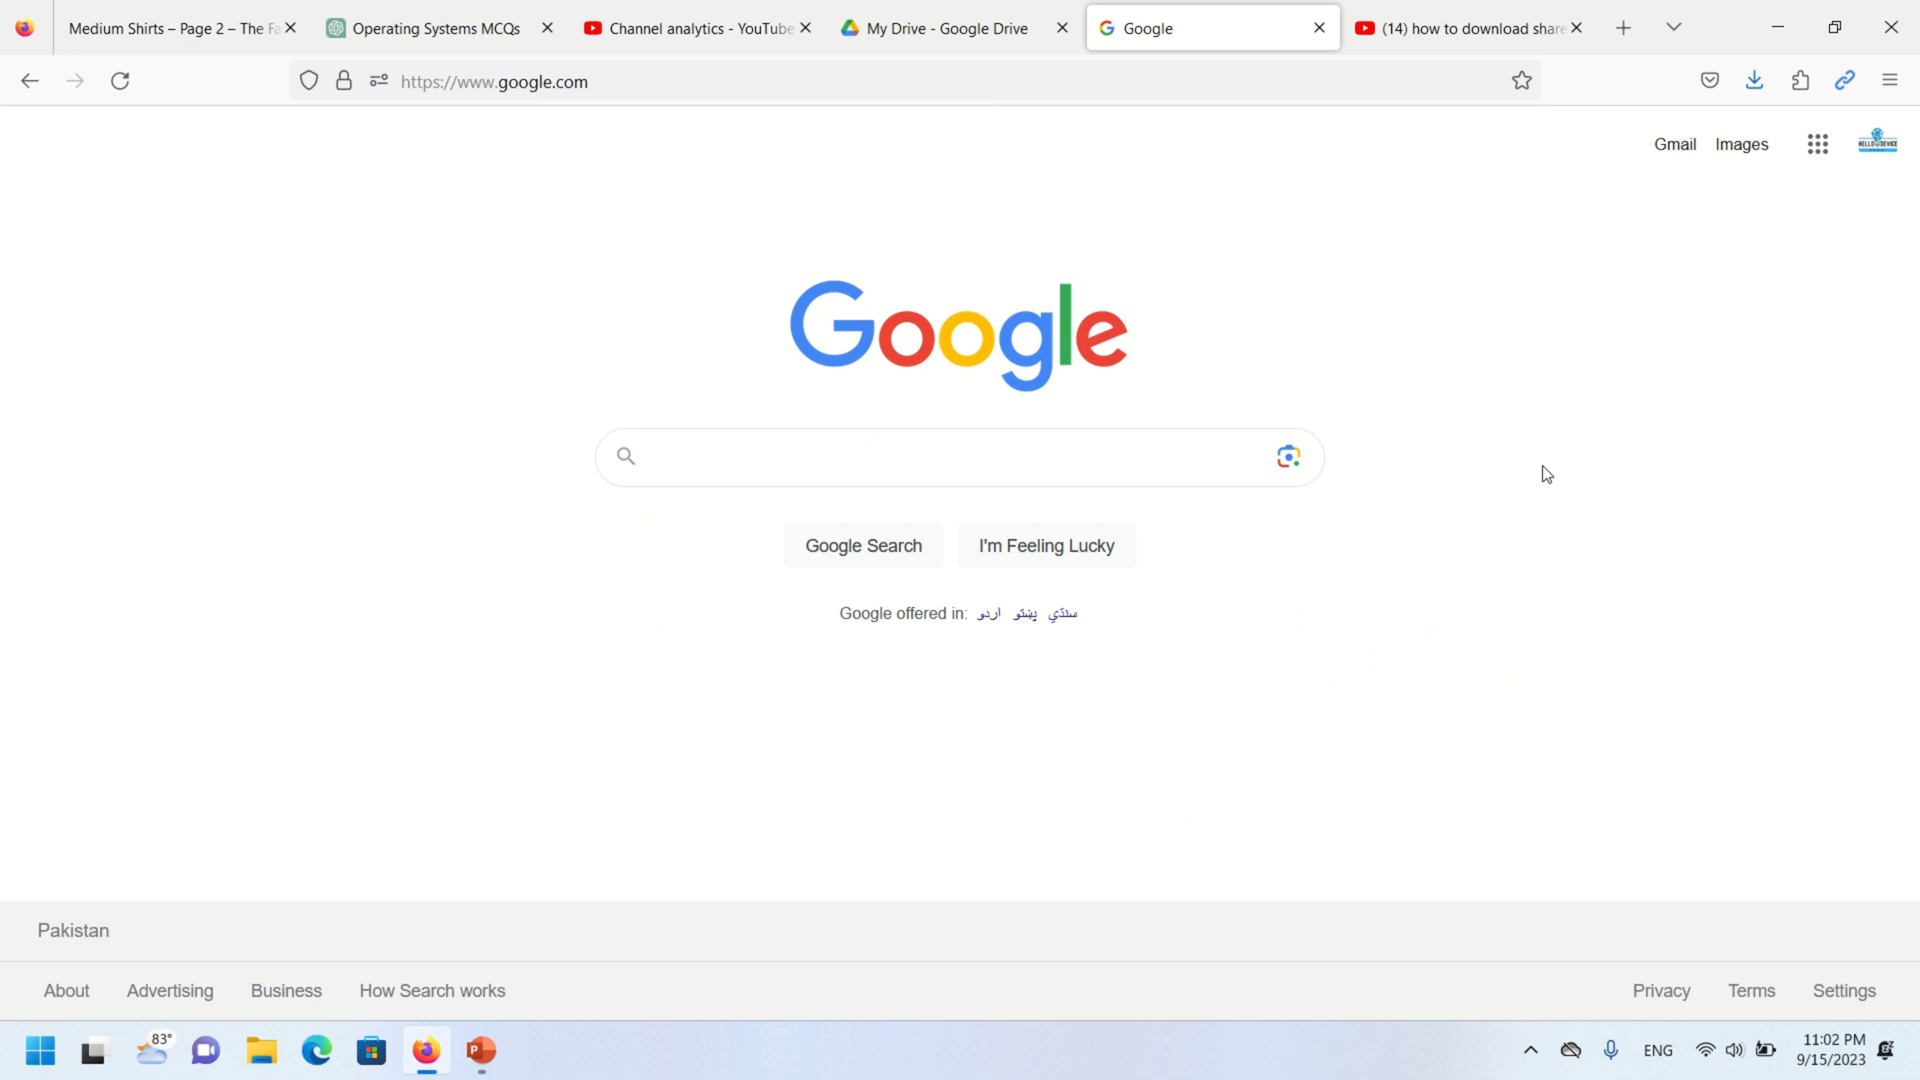 Medium Shirts – Page 2 – The Fa
Operating Systems MCQs
Channel analytics - YouTube
My Drive - Google Drive
Google
(14) how to download share
https://www.google.com
Gmail
Images
HELLO DEVICE
Google
Google Search
I'm Feeling Lucky
Google offered in: اردو پښتو سنڌي
Pakistan
About
Advertising
Business
How Search works
Privacy
Terms
Settings
83°
ENG
11:02 PM
9/15/2023